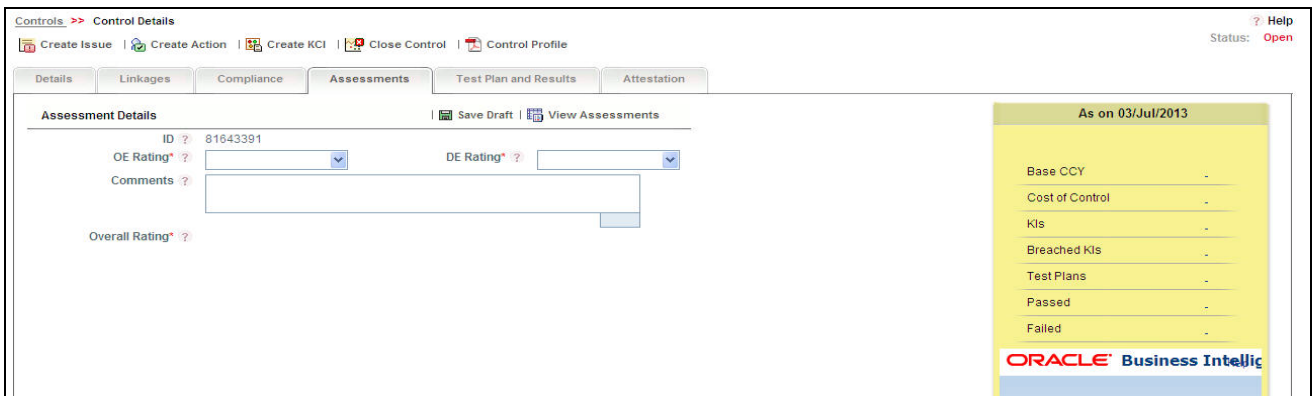 Controls >> Control Details
? Help
Create Issue | Create Action | Create KCI | Close Control | Control Profile
Status: Open
Details Linkages Compliance Assessments Test Plan and Results Attestation
Assessment Details | Save Draft | View Assessments
ID ? 81643391
OE Rating* ? DE Rating* ?
Comments ?
Overall Rating* ?
As on 03/Jul/2013
Base CCY -
Cost of Control -
KIs -
Breached KIs -
Test Plans -
Passed -
Failed -
ORACLE Business Intellig